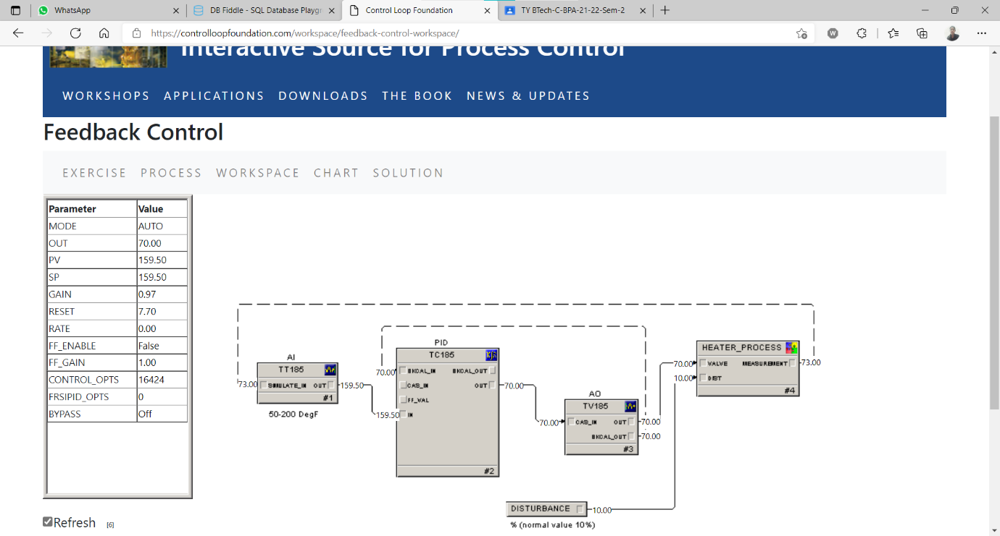 WhatsApp
DB Fiddle - SQL Database Playgr
Control Loop Foundation
TY BTech-C-BPA-21-22-Sem-2
https://controlloopfoundation.com/workspace/feedback-control-workspace/
Interactive Source for Process Control
WORKSHOPS APPLICATIONS DOWNLOADS THE BOOK NEWS & UPDATES
Feedback Control
EXERCISE PROCESS WORKSPACE CHART SOLUTION
Parameter Value
MODE AUTO
OUT 70.00
PV 159.50
SP 159.50
GAIN 0.97
RESET 7.70
RATE 0.00
FF_ENABLE False
FF_GAIN 1.00
CONTROL_OPTS 16424
FRSIPID_OPTS 0
BYPASS Off
Refresh [6]
AI
TT185
73.00 SIMULATE_IN OUT 159.50
#1
50-200 DegF
PID
TC185
70.00 BKCAL_IN BKCAL_OUT
CAS_IN OUT 70.00
FF_VAL
159.50 IN
#2
AO
TV185
70.00 CAS_IN OUT 70.00
BKCAL_OUT 70.00
#3
HEATER_PROCESS
70.00 VALVE MEASUREMENT 73.00
10.00 DIST
#4
DISTURBANCE 10.00
% (normal value 10%)